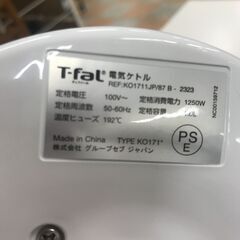 T-fal 電気ケトル
REF:KO1711JP/87 B - 2323
定格電圧 100V~ 定格消費電力 1250W
定格周波数 50-60Hz
温度ヒューズ 192℃
Made in China TYPE KO171*
株式会社 グループセブ ジャパン
PS
E